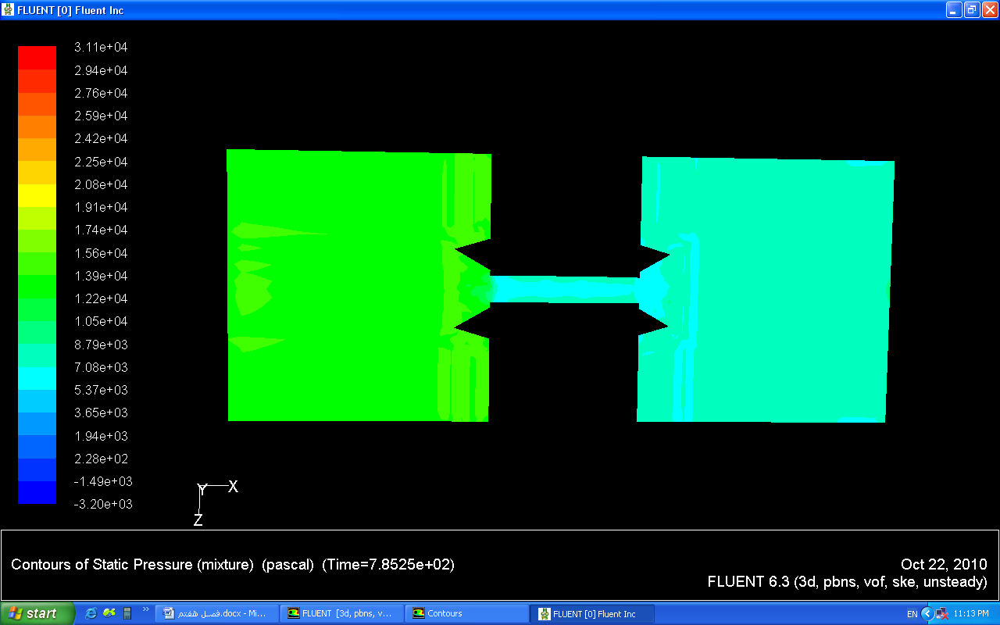 FLUENT [0] Fluent Inc
3.11e+04
2.94e+04
2.76e+04
2.59e+04
2.42e+04
2.25e+04
2.08e+04
1.91e+04
1.74e+04
1.56e+04
1.39e+04
1.22e+04
1.05e+04
8.79e+03
7.08e+03
5.37e+03
3.65e+03
1.94e+03
2.28e+02
-1.49e+03
-3.20e+03
Y X
Z
Contours of Static Pressure (mixture) (pascal) (Time=7.8525e+02)
Oct 22, 2010
FLUENT 6.3 (3d, pbns, vof, ske, unsteady)
start
فصل هفتم.docx - Mi...
FLUENT [3d, pbns, v...
Contours
FLUENT [0] Fluent Inc
EN
11:13 PM